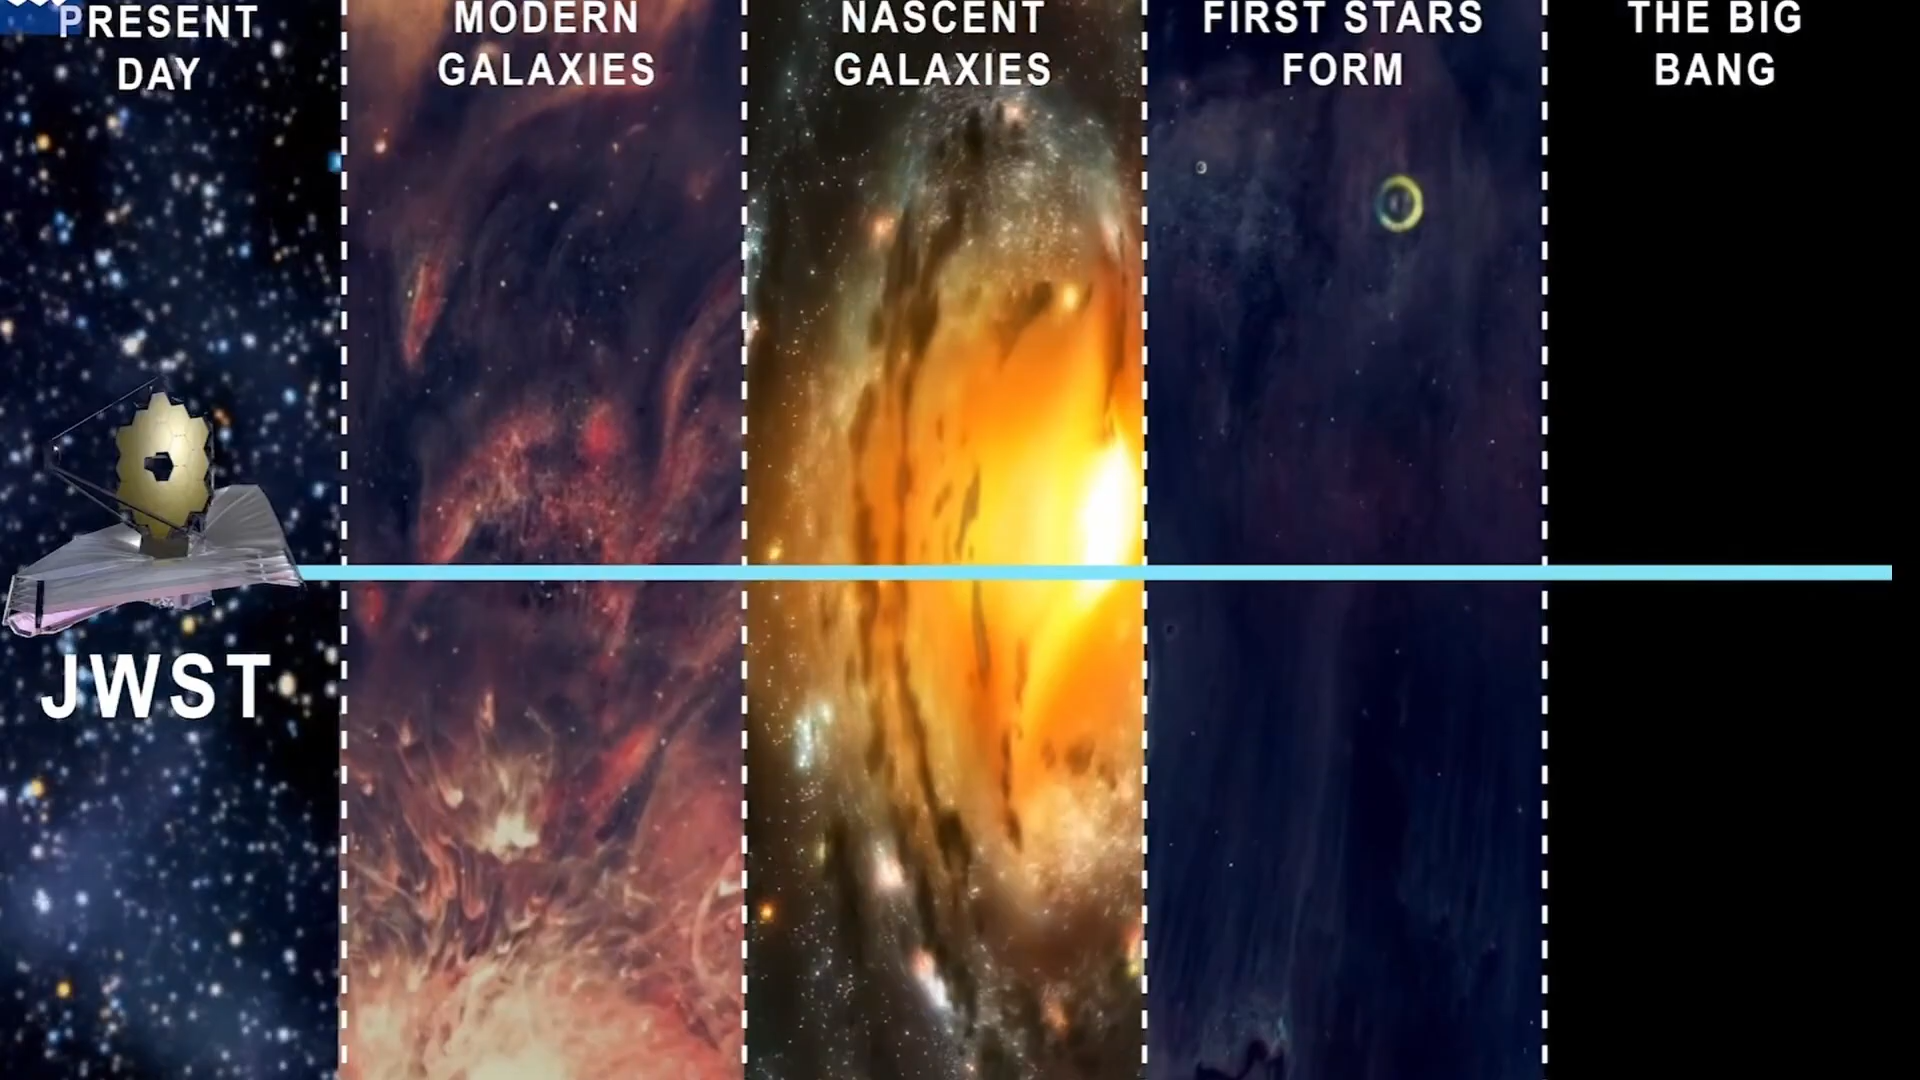 PRESENT
DAY
MODERN
GALAXIES
NASCENT
GALAXIES
FIRST STARS
FORM
THE BIG
BANG
JWST